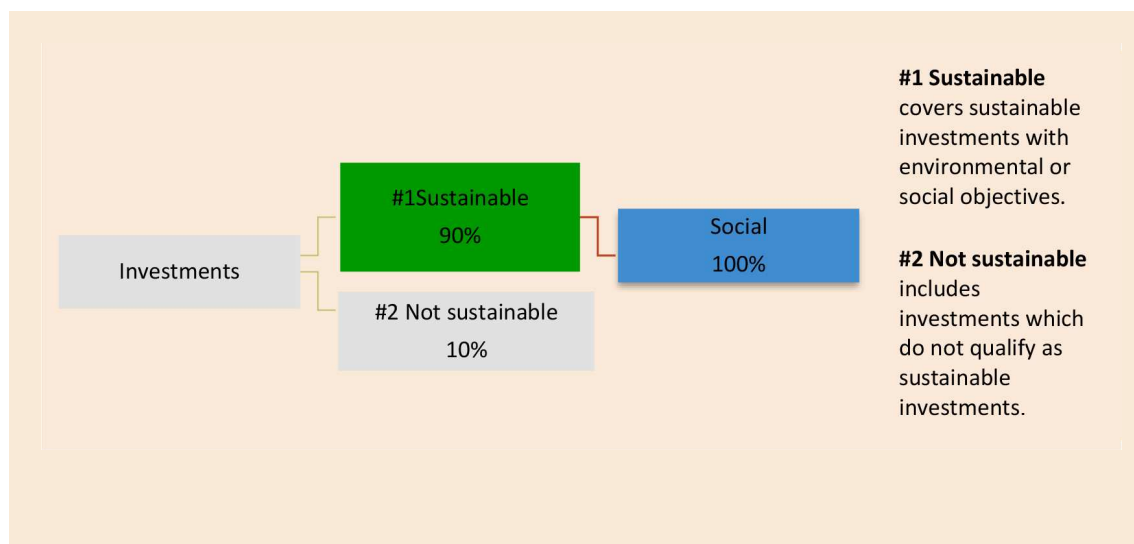 Investments
#1Sustainable
90%
#2 Not sustainable
10%
Social
100%
#1 Sustainable
covers sustainable
investments with
environmental or
social objectives.
#2 Not sustainable
includes
investments which
do not qualify as
sustainable
investments.